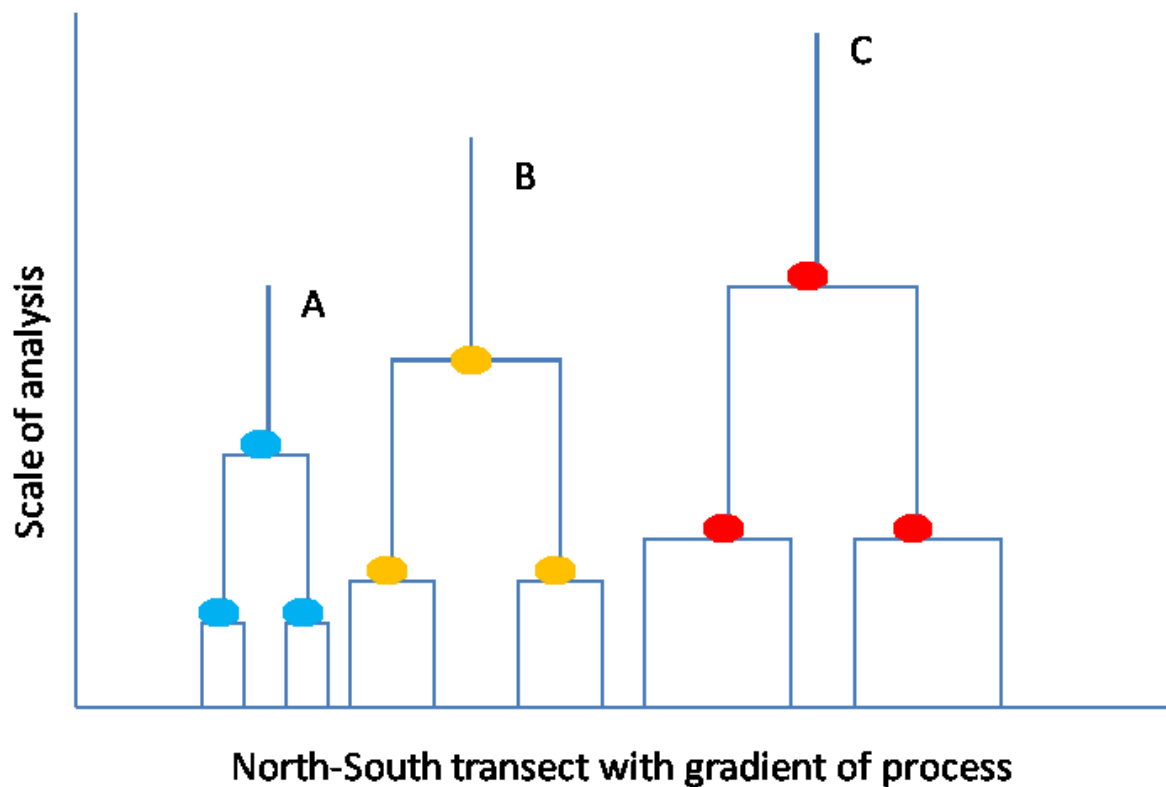 C
B
A
Scale of analysis
North-South transect with gradient of process